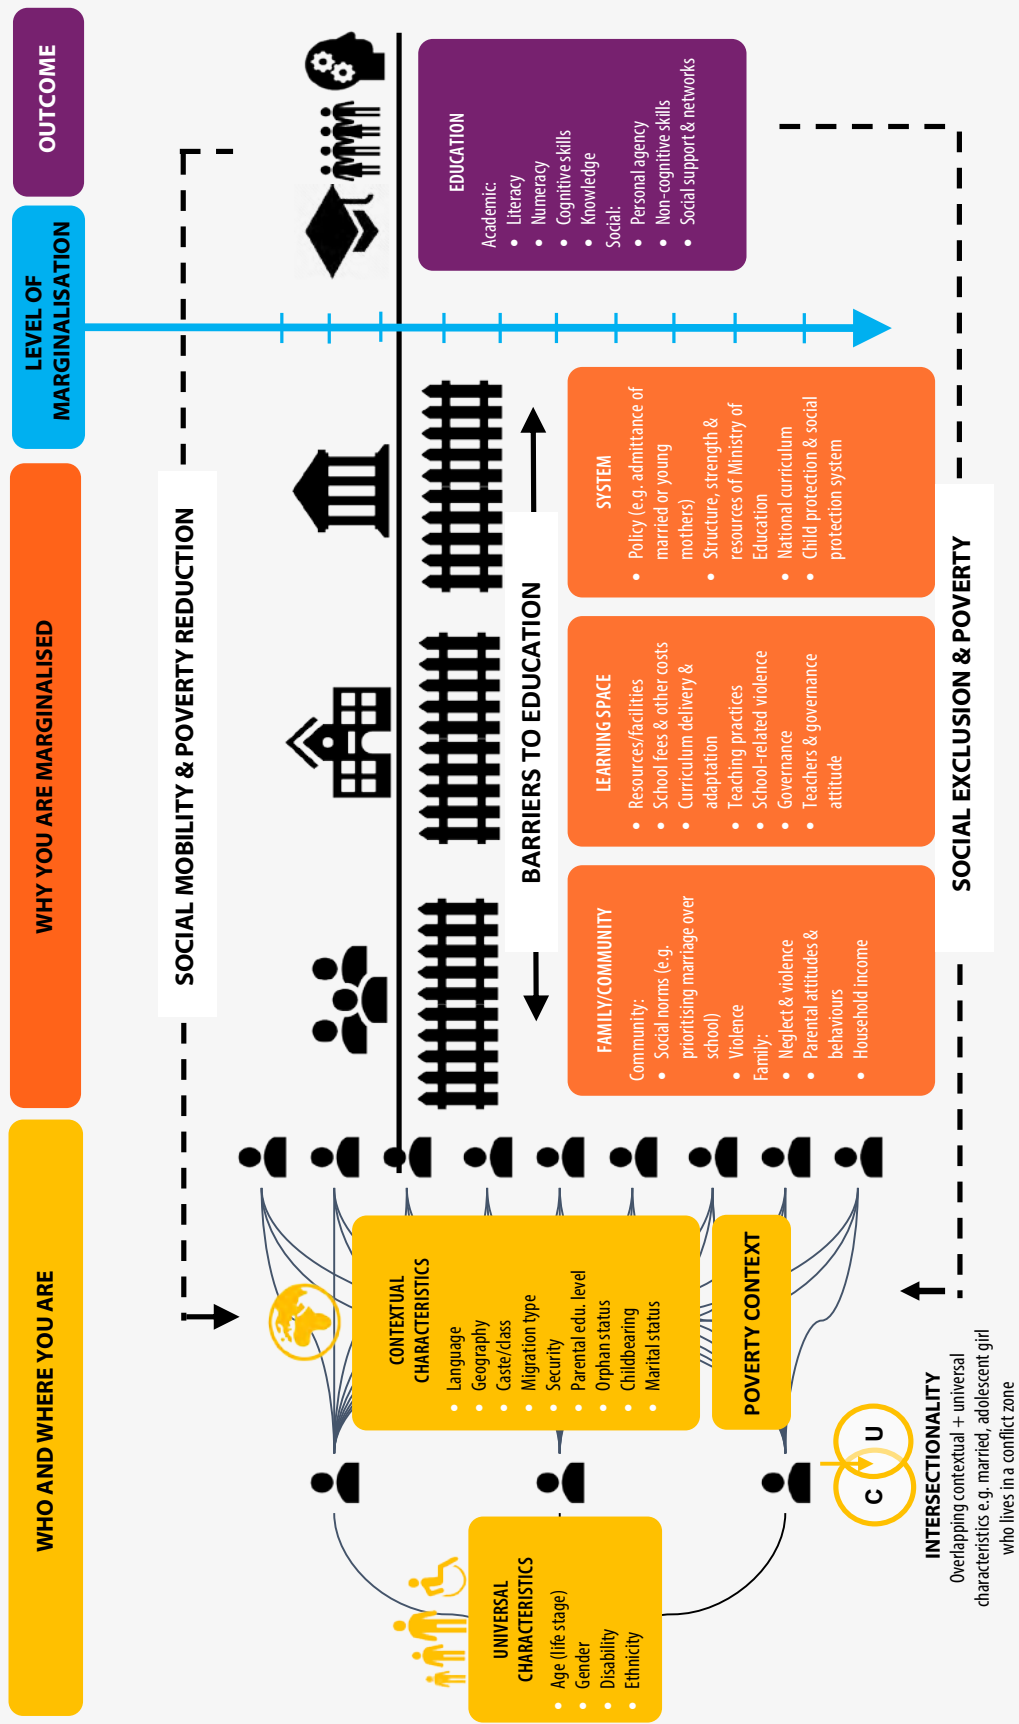 WHO AND WHERE YOU ARE
WHY YOU ARE MARGINALISED
LEVEL OF
MARGINALISATION
OUTCOME
SOCIAL MOBILITY & POVERTY REDUCTION
UNIVERSAL
CHARACTERISTICS
• Age (life stage)
• Gender
• Disability
• Ethnicity
CONTEXTUAL
CHARACTERISTICS
• Language
• Geography
• Caste/class
• Migration type
• Security
• Parental edu. level
• Orphan status
• Childbearing
• Marital status
POVERTY CONTEXT
C U
INTERSECTIONALITY
Overlapping contextual + universal
characteristics e.g. married, adolescent girl
who lives in a conflict zone
BARRIERS TO EDUCATION
FAMILY/COMMUNITY
Community:
• Social norms (e.g.
prioritising marriage over
school)
• Violence
Family:
• Neglect & violence
• Parental attitudes &
behaviours
• Household income
LEARNING SPACE
• Resources/facilities
• School fees & other costs
• Curriculum delivery &
adaptation
• Teaching practices
• School-related violence
• Governance
• Teachers & governance
attitude
SYSTEM
• Policy (e.g. admittance of
married or young
mothers)
• Structure, strength &
resources of Ministry of
Education
• National curriculum
• Child protection & social
protection system
EDUCATION
Academic:
• Literacy
• Numeracy
• Cognitive skills
• Knowledge
Social:
• Personal agency
• Non-cognitive skills
• Social support & networks
SOCIAL EXCLUSION & POVERTY